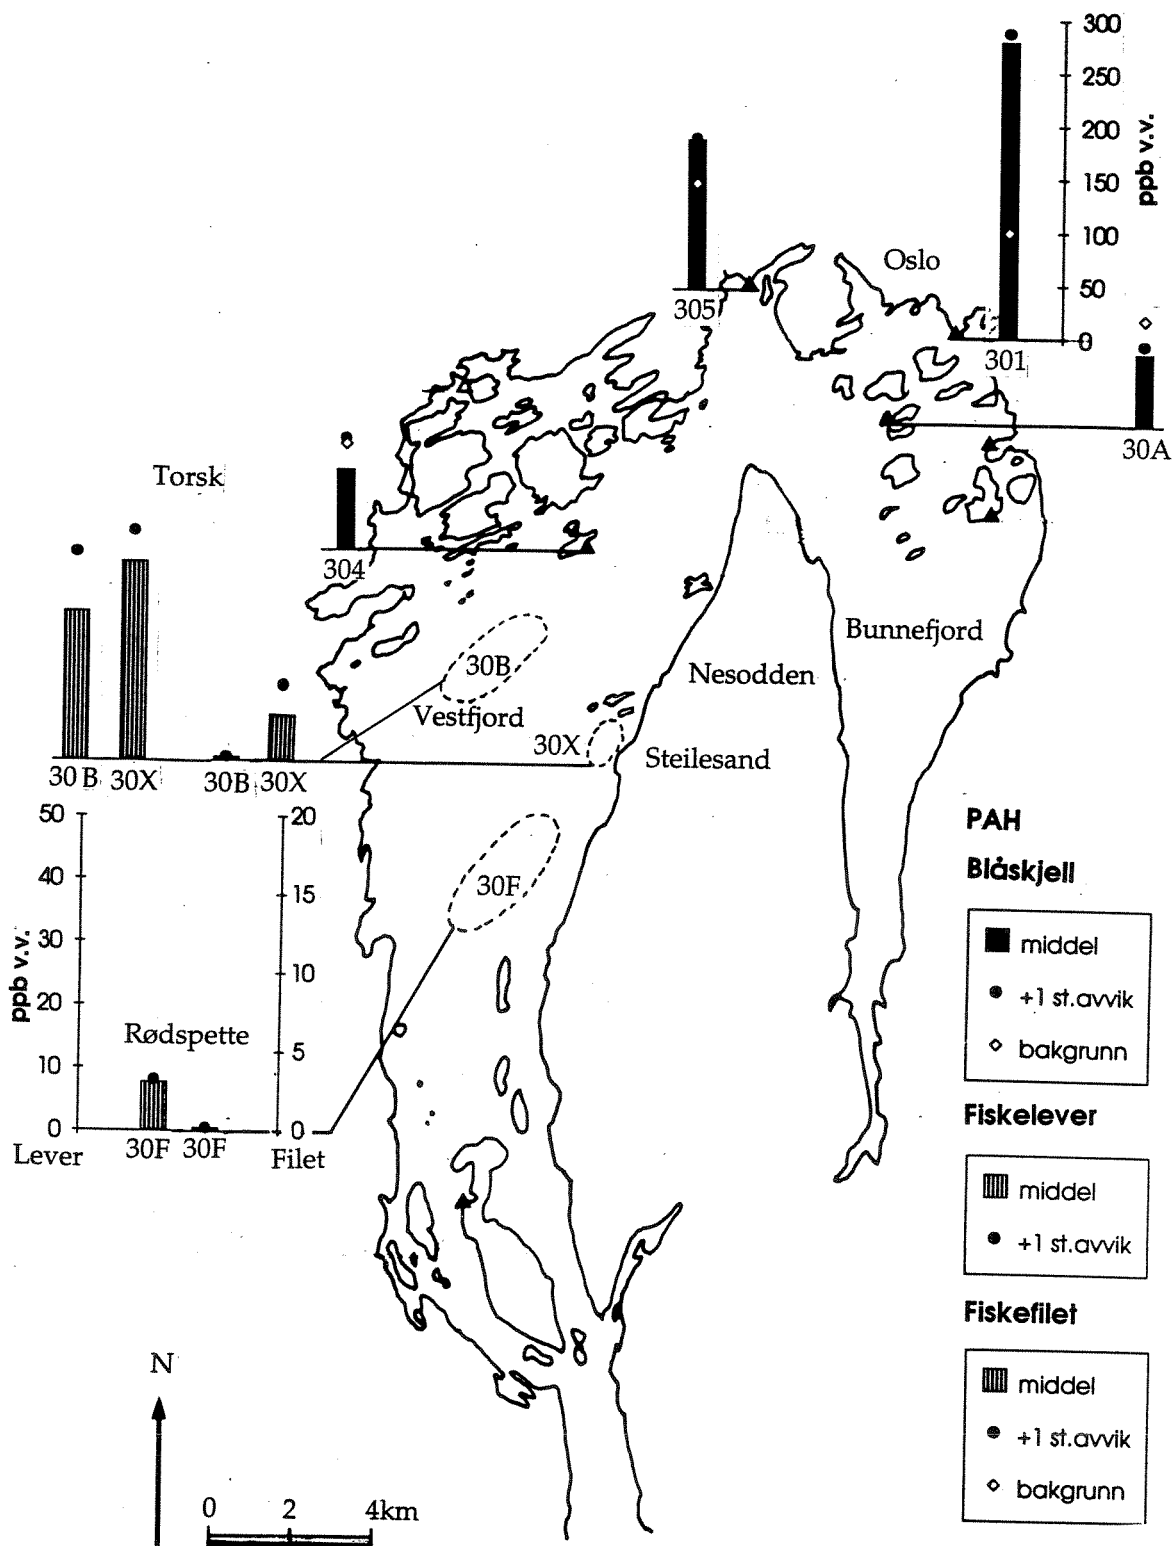 300
250
200
150
100
50
0
ppb v.v.
Oslo
305
301
30A
Torsk
304
Bunnefjord
30B
Nesodden
Vestfjord
30X
Steilesand
30B 30X 30B 30X
50
40
30
20
10
0
ppb v.v.
20
15
10
5
0
30F
Rødspette
Lever 30F 30F Filet
PAH
Blåskjell
middel
+1 st.avvik
bakgrunn
Fiskelever
middel
+1 st.avvik
Fiskefilet
middel
+1 st.avvik
bakgrunn
N
0 2 4km